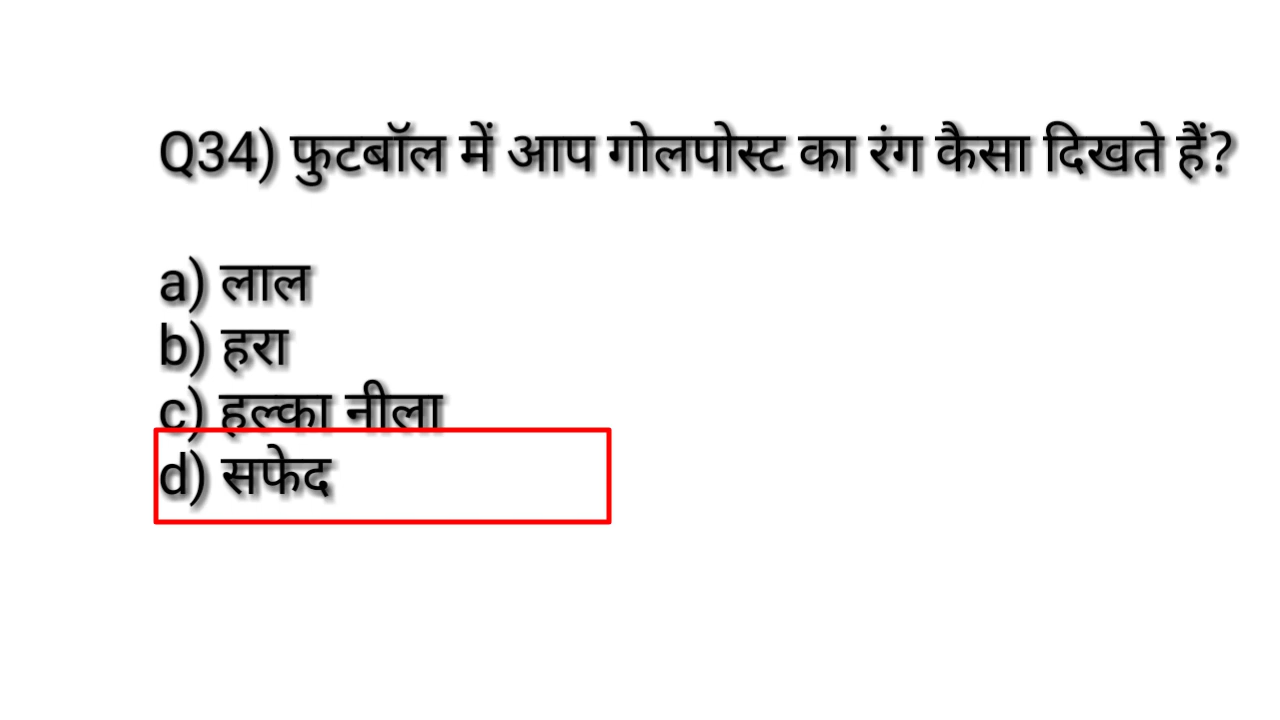 Q34) फुटबॉल में आप गोलपोस्ट का रंग कैसा दिखते हैं?
a) लाल
b) हरा
c) हल्का नीला
d) सफेद